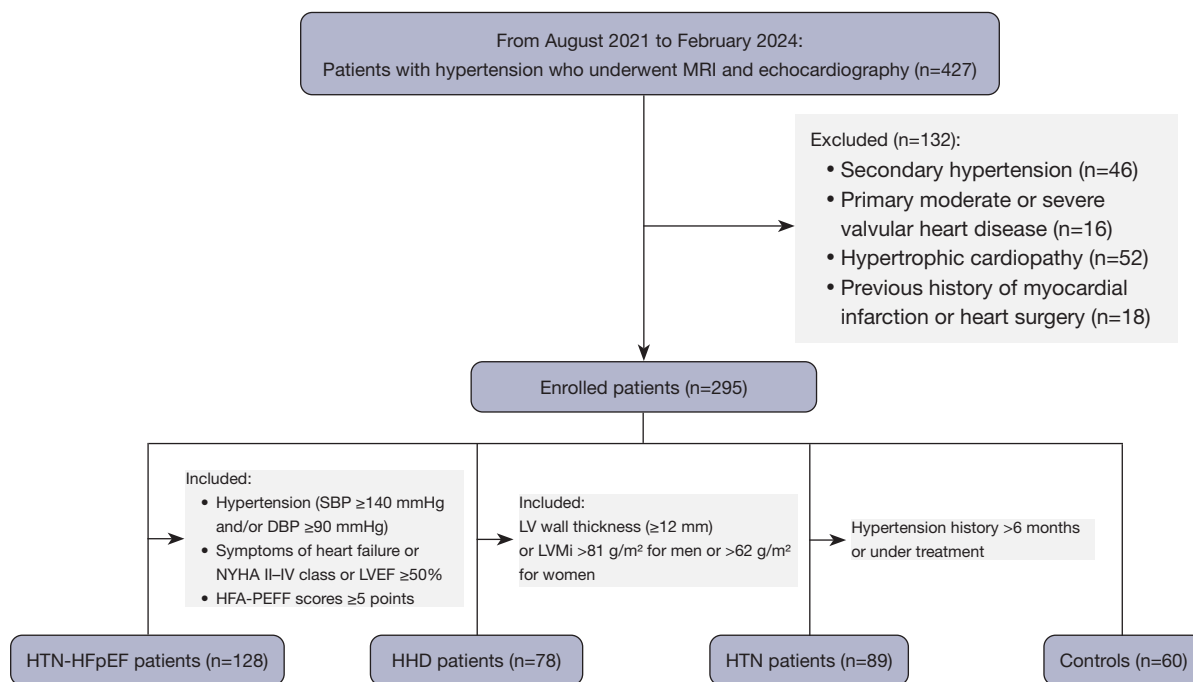 From August 2021 to February 2024:
Patients with hypertension who underwent MRI and echocardiography (n=427)
Excluded (n=132):
• Secondary hypertension (n=46)
• Primary moderate or severe
valvular heart disease (n=16)
• Hypertrophic cardiopathy (n=52)
• Previous history of myocardial
infarction or heart surgery (n=18)
Enrolled patients (n=295)
Included:
• Hypertension (SBP ≥140 mmHg
and/or DBP ≥90 mmHg)
• Symptoms of heart failure or
NYHA II–IV class or LVEF ≥50%
• HFA-PEFF scores ≥5 points
Included:
LV wall thickness (≥12 mm)
or LVMi >81 g/m² for men or >62 g/m²
for women
Hypertension history >6 months
or under treatment
HTN-HFpEF patients (n=128)
HHD patients (n=78)
HTN patients (n=89)
Controls (n=60)